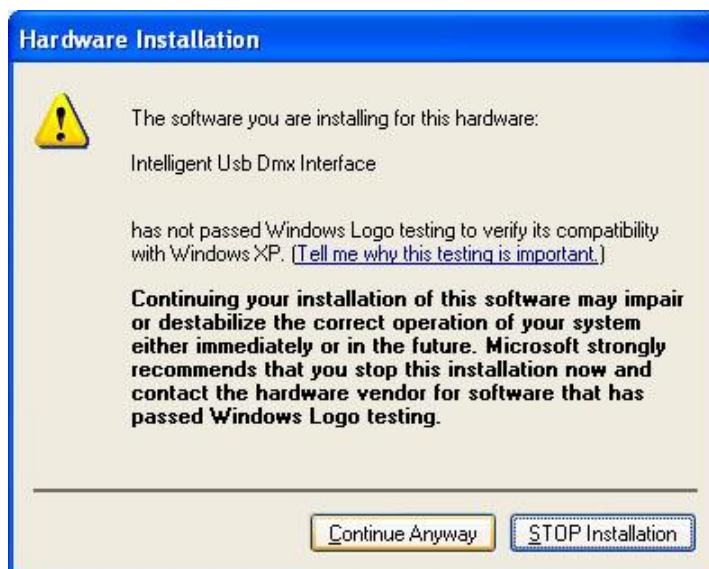 Hardware Installation
The software you are installing for this hardware:
Intelligent Usb Dmx Interface
has not passed Windows Logo testing to verify its compatibility
with Windows XP. (Tell me why this testing is important.)
Continuing your installation of this software may impair
or destabilize the correct operation of your system
either immediately or in the future. Microsoft strongly
recommends that you stop this installation now and
contact the hardware vendor for software that has
passed Windows Logo testing.
Continue Anyway
STOP Installation